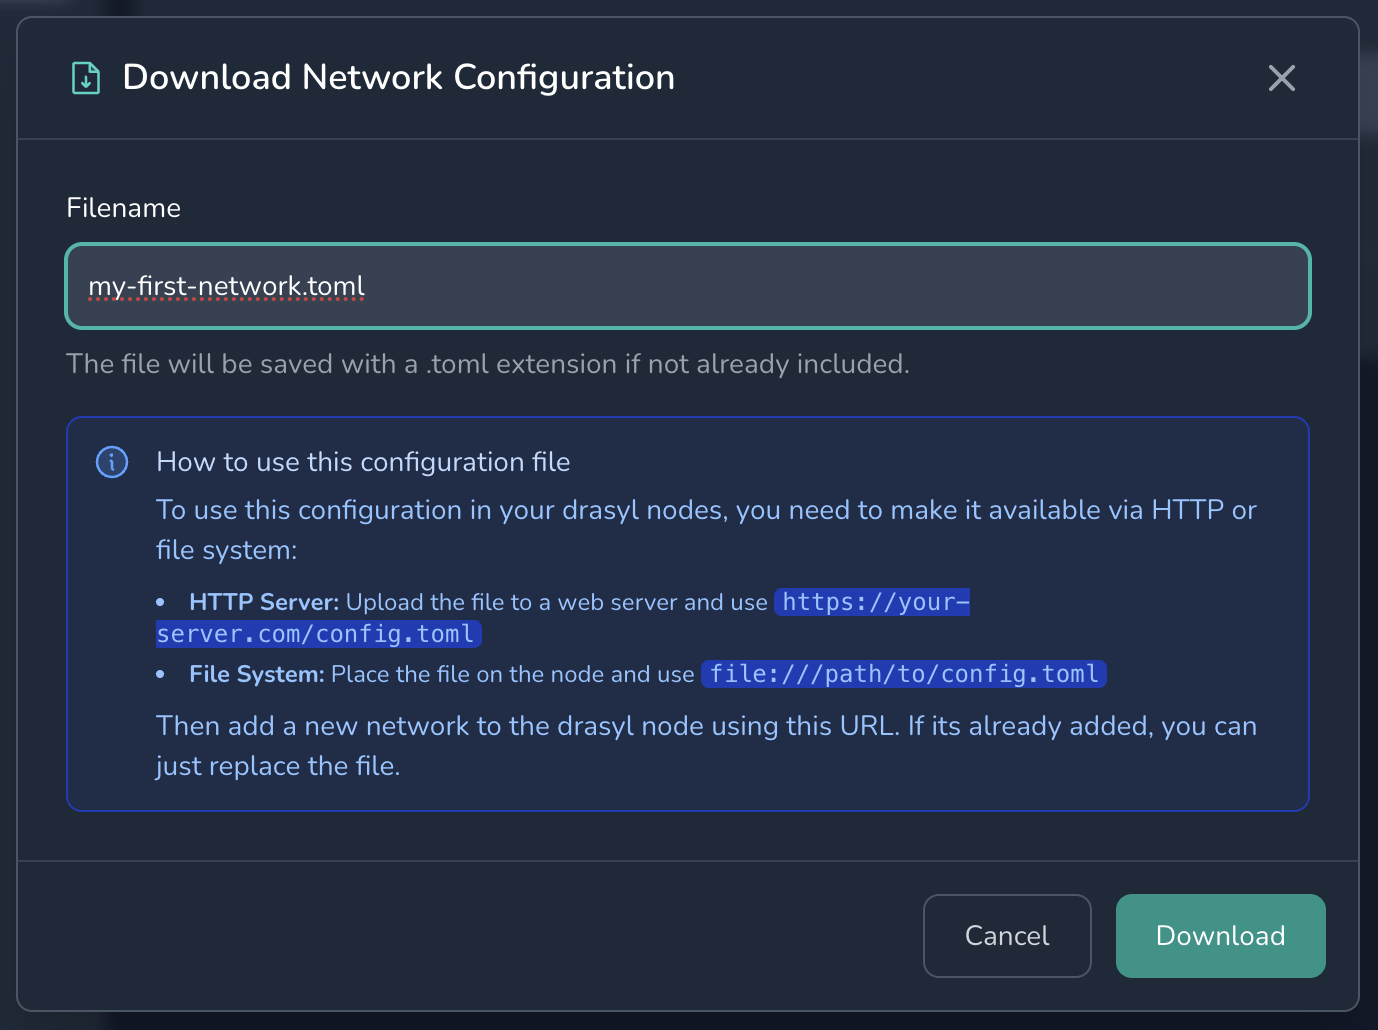 Download Network Configuration
Filename
my-first-network.toml
The file will be saved with a .toml extension if not already included.
How to use this configuration file
To use this configuration in your drasyl nodes, you need to make it available via HTTP or
file system:
• HTTP Server: Upload the file to a web server and use https://your-
server.com/config.toml
• File System: Place the file on the node and use file:///path/to/config.toml
Then add a new network to the drasyl node using this URL. If its already added, you can
just replace the file.
Cancel
Download